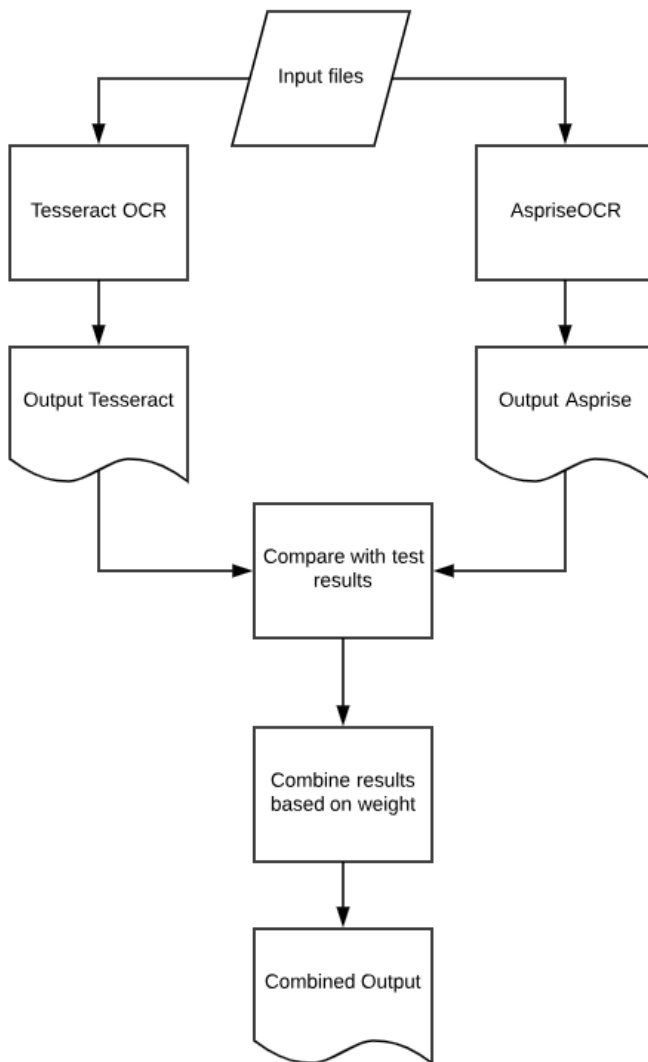 Input files
Tesseract OCR
AspriseOCR
Output Tesseract
Output Asprise
Compare with test
results
Combine results
based on weight
Combined Output